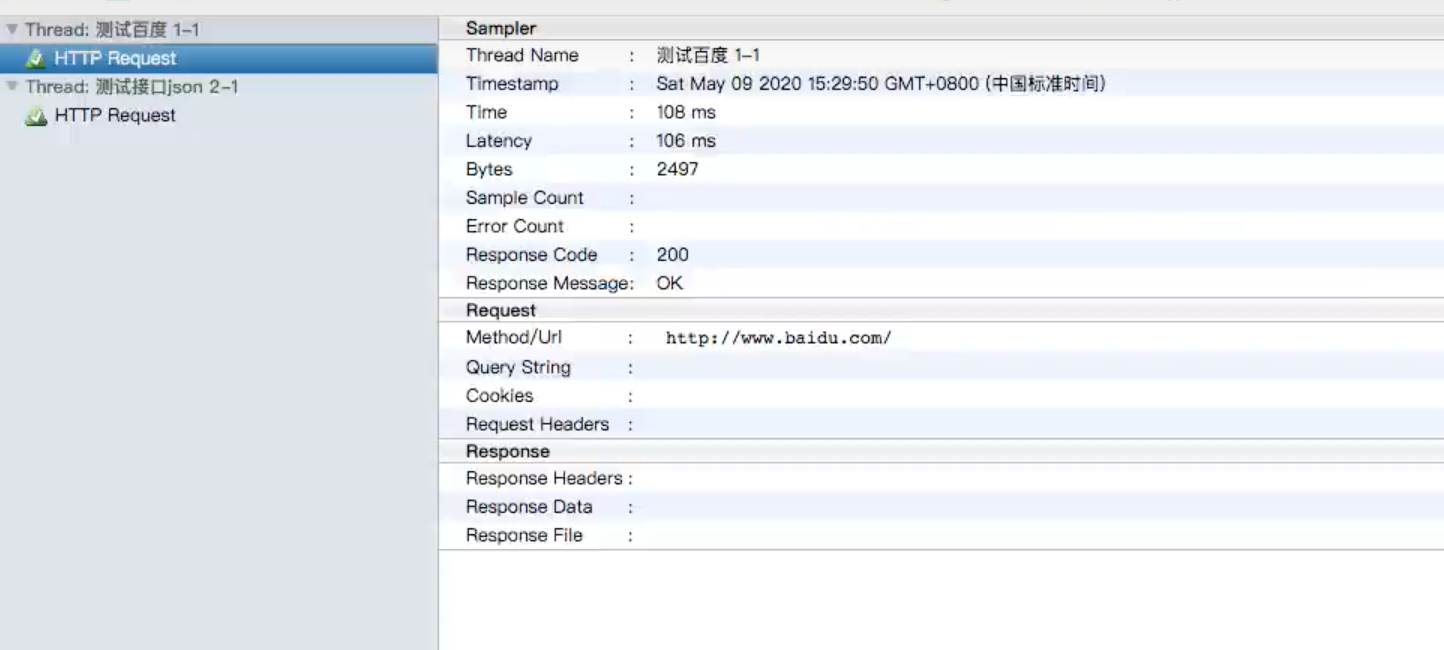 Thread: 测试百度 1-1
HTTP Request
Thread: 测试接口json 2-1
HTTP Request
Sampler
Thread Name : 测试百度 1-1
Timestamp : Sat May 09 2020 15:29:50 GMT+0800 (中国标准时间)
Time : 108 ms
Latency : 106 ms
Bytes : 2497
Sample Count :
Error Count :
Response Code : 200
Response Message: OK
Request
Method/Url : http://www.baidu.com/
Query String :
Cookies :
Request Headers :
Response
Response Headers :
Response Data :
Response File :